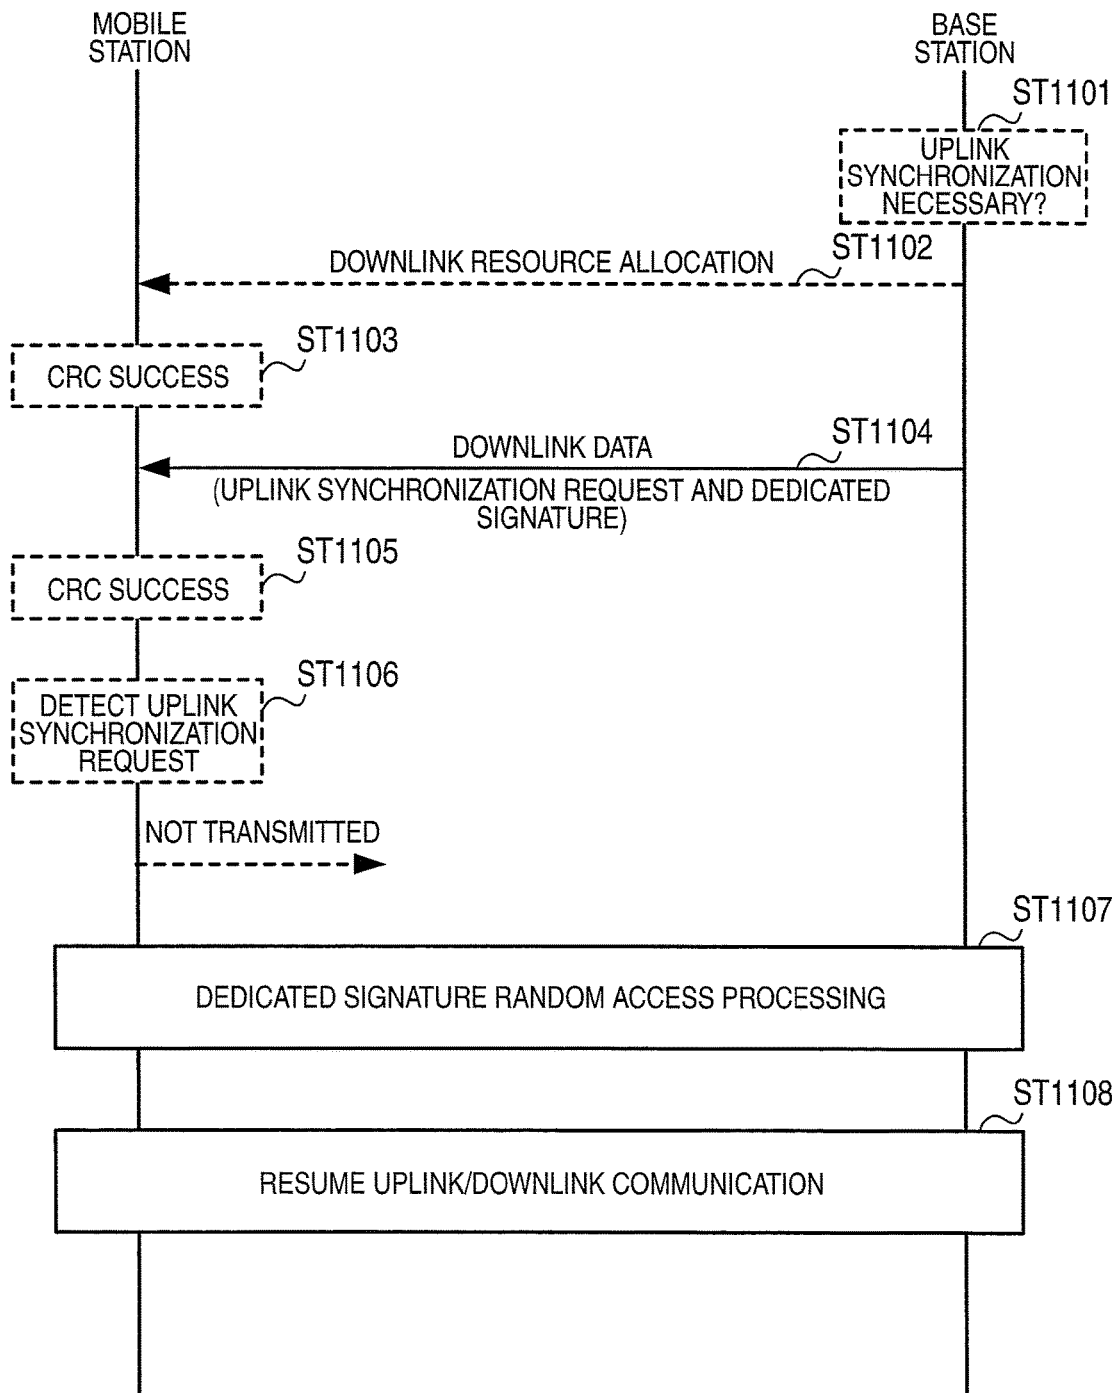 MOBILE
STATION
BASE
STATION
ST1101
UPLINK
SYNCHRONIZATION
NECESSARY?
ST1102
DOWNLINK RESOURCE ALLOCATION
ST1103
CRC SUCCESS
ST1104
DOWNLINK DATA
(UPLINK SYNCHRONIZATION REQUEST AND DEDICATED
SIGNATURE)
ST1105
CRC SUCCESS
ST1106
DETECT UPLINK
SYNCHRONIZATION
REQUEST
NOT TRANSMITTED
ST1107
DEDICATED SIGNATURE RANDOM ACCESS PROCESSING
ST1108
RESUME UPLINK/DOWNLINK COMMUNICATION